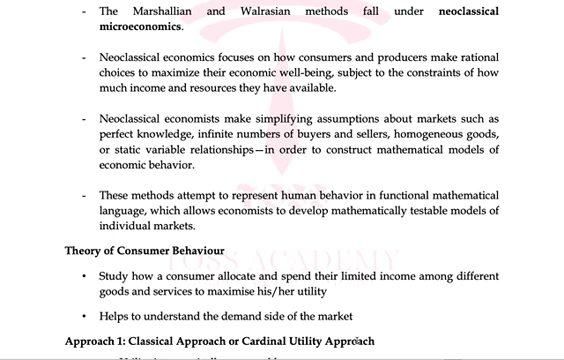 - The Marshallian and Walrasian methods fall under neoclassical
microeconomics.
- Neoclassical economics focuses on how consumers and producers make rational
choices to maximize their economic well-being, subject to the constraints of how
much income and resources they have available.
- Neoclassical economists make simplifying assumptions about markets such as
perfect knowledge, infinite numbers of buyers and sellers, homogeneous goods,
or static variable relationships—in order to construct mathematical models of
economic behavior.
- These methods attempt to represent human behavior in functional mathematical
language, which allows economists to develop mathematically testable models of
individual markets.
Theory of Consumer Behaviour
TOSS ACADEMY
• Study how a consumer allocate and spend their limited income among different
goods and services to maximise his/her utility
• Helps to understand the demand side of the market
Approach 1: Classical Approach or Cardinal Utility Approach